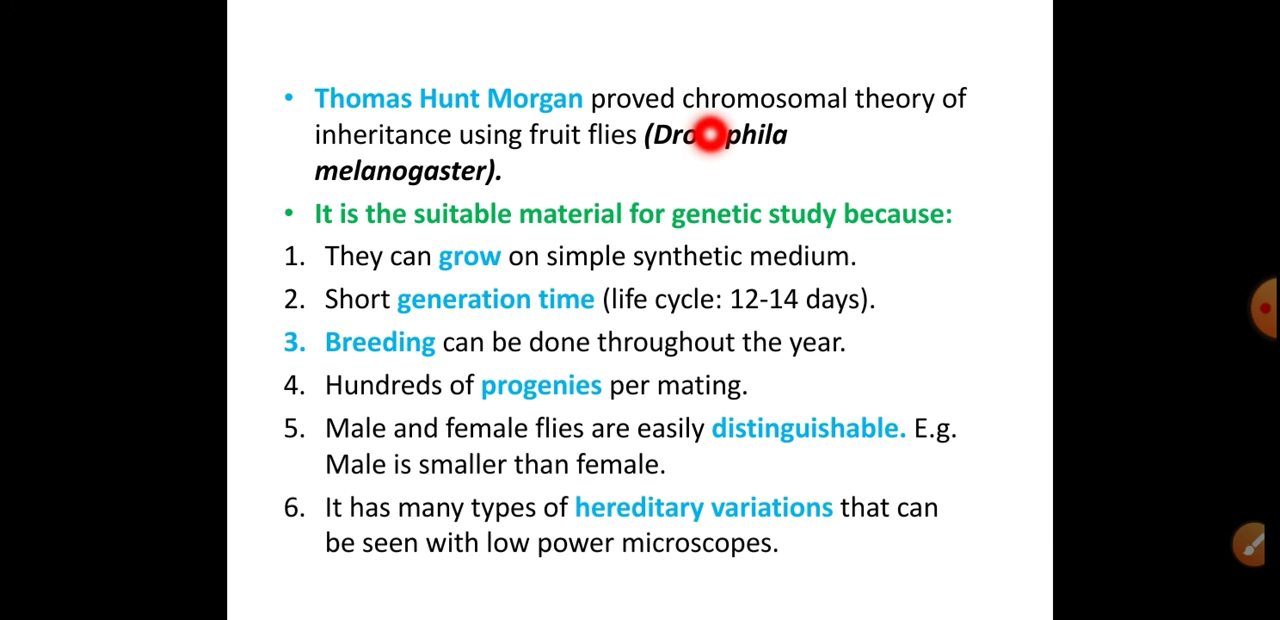 • Thomas Hunt Morgan proved chromosomal theory of
inheritance using fruit flies (Dro phila
melanogaster).
• It is the suitable material for genetic study because:
1. They can grow on simple synthetic medium.
2. Short generation time (life cycle: 12-14 days).
3. Breeding can be done throughout the year.
4. Hundreds of progenies per mating.
5. Male and female flies are easily distinguishable. E.g.
Male is smaller than female.
6. It has many types of hereditary variations that can
be seen with low power microscopes.